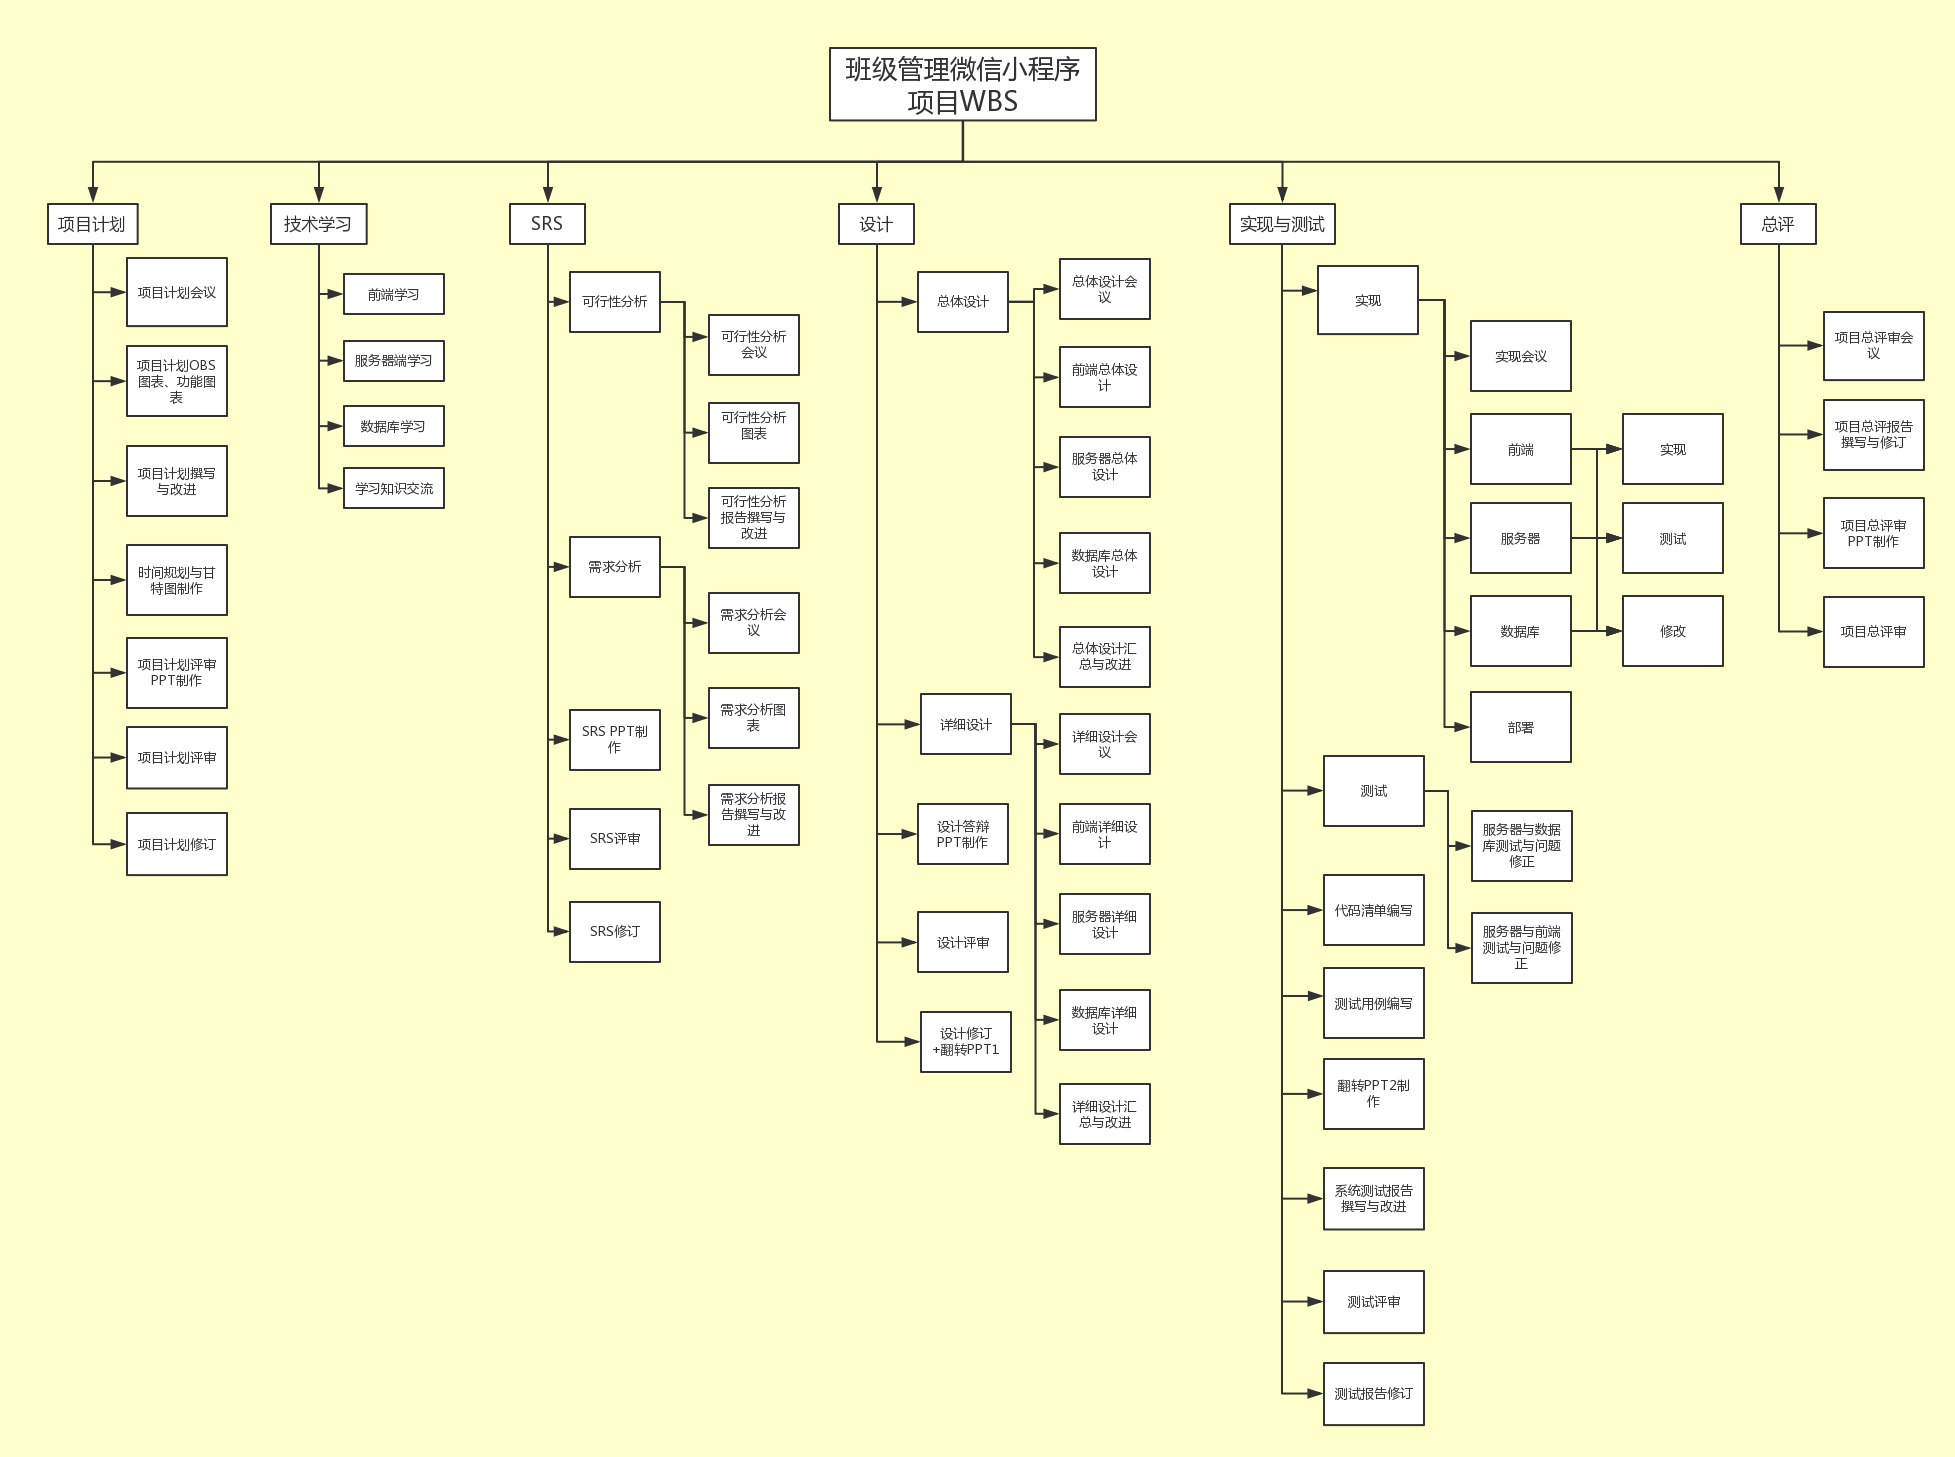 班级管理微信小程序
项目WBS
项目计划
项目计划会议
项目计划OBS
图表、功能图
表
项目计划撰写
与改进
时间规划与甘
特图制作
项目计划评审
PPT制作
项目计划评审
项目计划修订
技术学习
前端学习
服务器端学习
数据库学习
学习知识交流
SRS
可行性分析
可行性分析
会议
可行性分析
图表
可行性分析
报告撰写与
改进
需求分析
需求分析会
议
需求分析图
表
需求分析报
告撰写与改
进
SRS PPT制
作
SRS评审
SRS修订
设计
总体设计
总体设计会
议
前端总体设
计
服务器总体
设计
数据库总体
设计
总体设计汇
总与改进
详细设计
详细设计会
议
前端详细设
计
服务器详细
设计
数据库详细
设计
详细设计汇
总与改进
设计答辩
PPT制作
设计评审
设计修订
+翻转PPT1
实现与测试
实现
实现会议
前端
服务器
数据库
部署
实现
测试
修改
测试
服务器与数据
库测试与问题
修正
服务器与前端
测试与问题修
正
代码清单编写
测试用例编写
翻转PPT2制
作
系统测试报告
撰写与改进
测试评审
测试报告修订
总评
项目总评审会
议
项目总评报告
撰写与修订
项目总评审
PPT制作
项目总评审